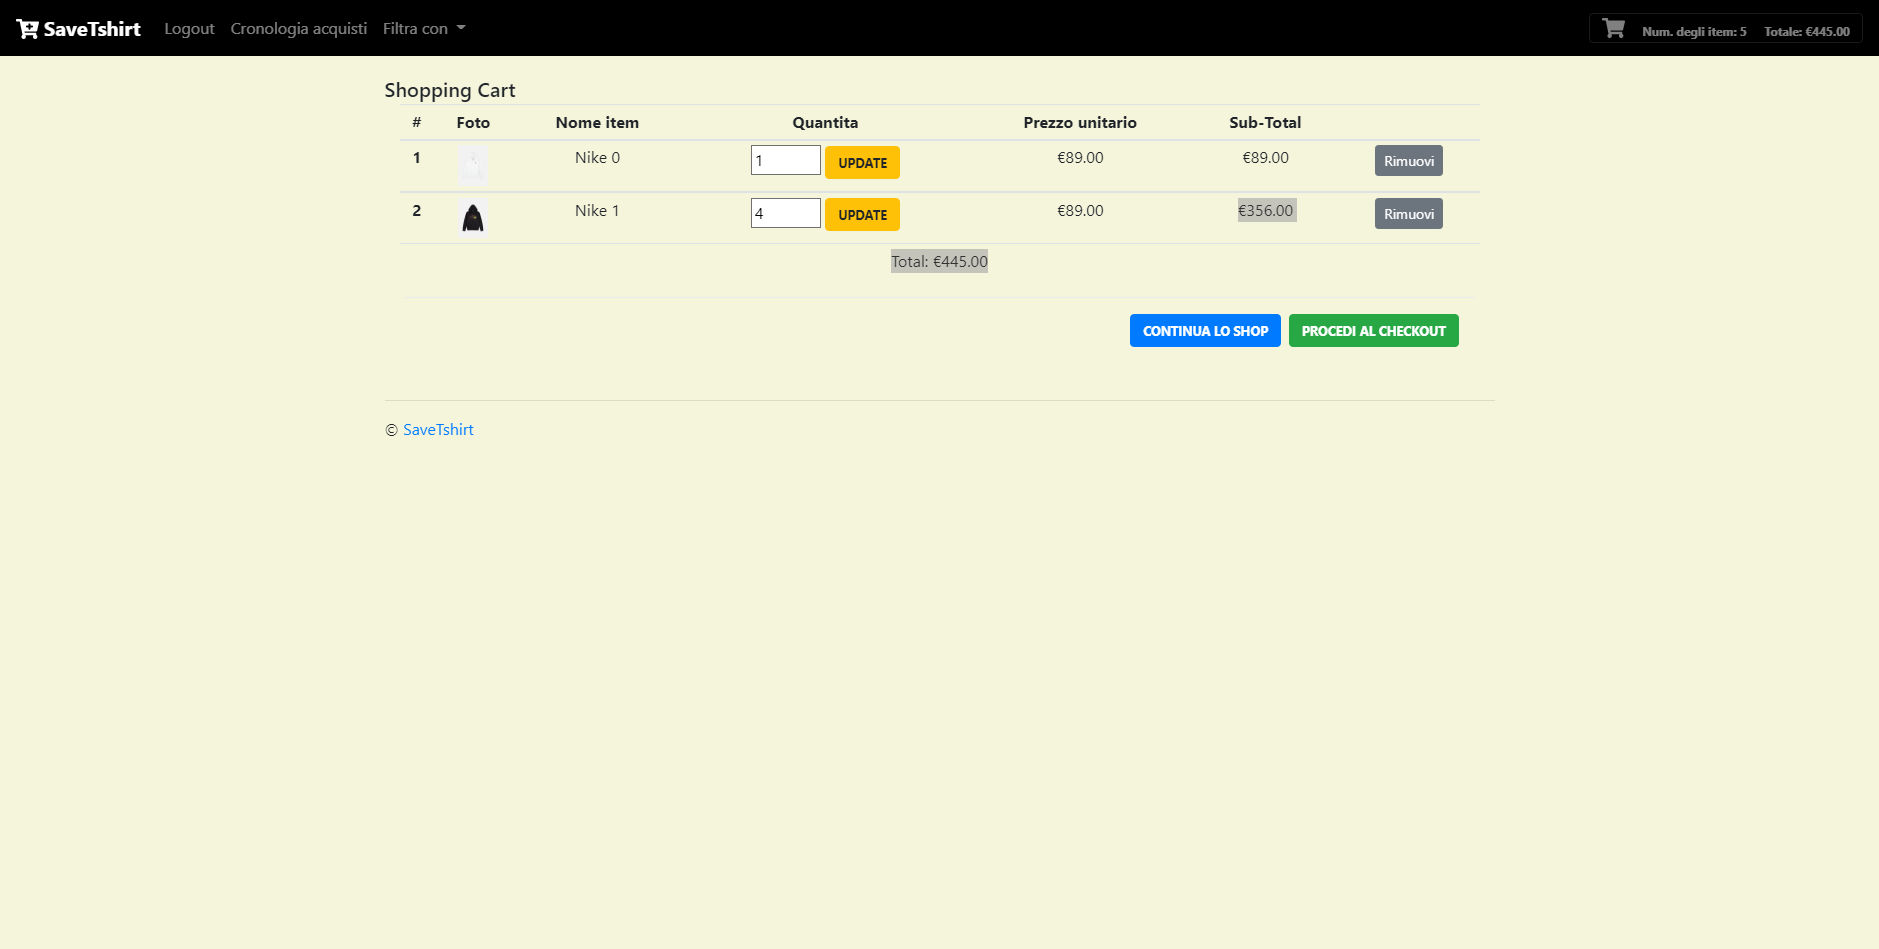 SaveTshirt Logout Cronologia acquisti Filtra con Num. degli item: 5 Totale: €445.00
Shopping Cart
# Foto Nome item Quantita Prezzo unitario Sub-Total
1 Nike 0 1 UPDATE €89.00 €89.00 Rimuovi
2 Nike 1 4 UPDATE €89.00 €356.00 Rimuovi
Total: €445.00
CONTINUA LO SHOP PROCEDI AL CHECKOUT
© SaveTshirt